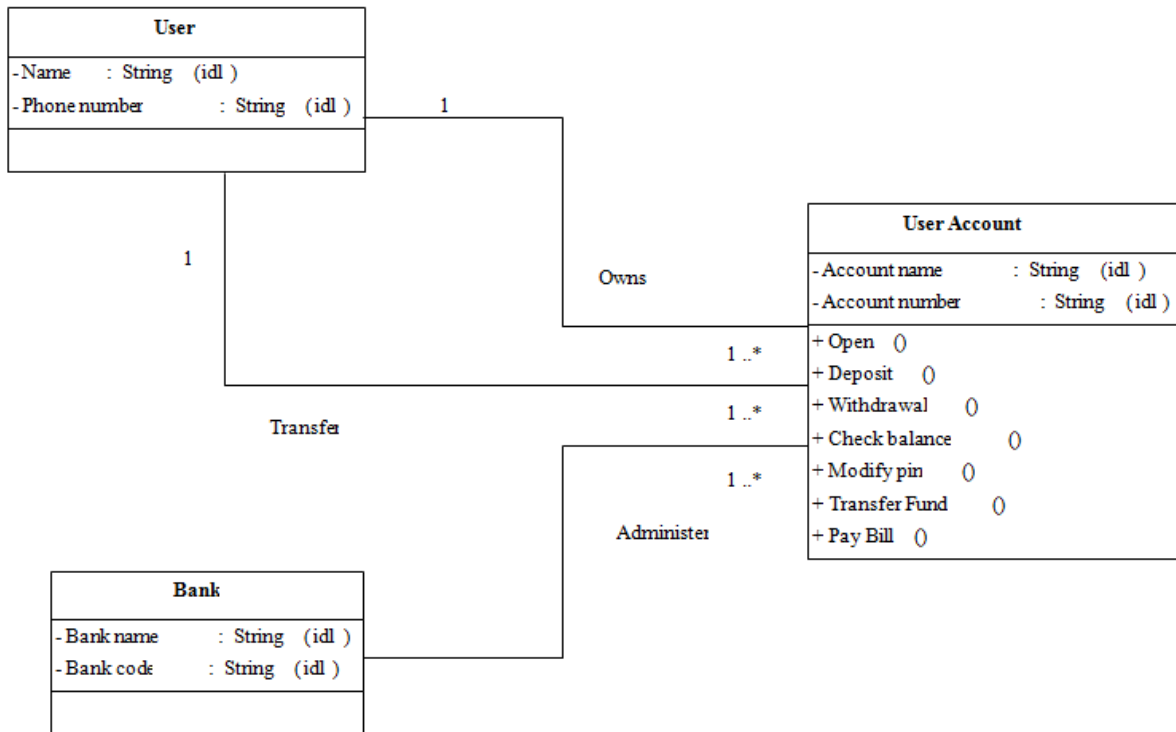 User
- Name : String (idl)
- Phone number : String (idl)
1
1
Owns
User Account
- Account name : String (idl)
- Account number : String (idl)
+ Open ()
+ Deposit ()
+ Withdrawal ()
+ Check balance ()
+ Modify pin ()
+ Transfer Fund ()
+ Pay Bill ()
1 ..*
1 ..*
Transfer
1 ..*
Administer
Bank
- Bank name : String (idl)
- Bank code : String (idl)